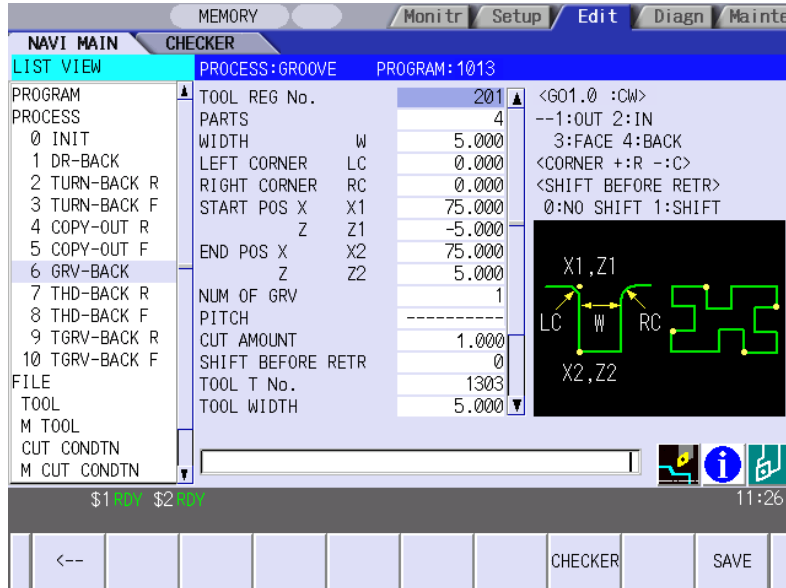 MEMORY Monitr Setup Edit Diagn Mainte
NAVI MAIN CHECKER
LIST VIEW
PROGRAM
PROCESS
0 INIT
1 DR-BACK
2 TURN-BACK R
3 TURN-BACK F
4 COPY-OUT R
5 COPY-OUT F
6 GRV-BACK
7 THD-BACK R
8 THD-BACK F
9 TGRV-BACK R
10 TGRV-BACK F
FILE
TOOL
M TOOL
CUT CONDTN
M CUT CONDTN
PROCESS:GROOVE PROGRAM:1013
TOOL REG No. 201
PARTS 4
WIDTH W 5.000
LEFT CORNER LC 0.000
RIGHT CORNER RC 0.000
START POS X X1 75.000
Z Z1 -5.000
END POS X X2 75.000
Z Z2 5.000
NUM OF GRV 1
PITCH ----------
CUT AMOUNT 1.000
SHIFT BEFORE RETR 0
TOOL T No. 1303
TOOL WIDTH 5.000
<GO1.0 :CW>
--1:OUT 2:IN
3:FACE 4:BACK
<CORNER +:R -:C>
<SHIFT BEFORE RETR>
0:NO SHIFT 1:SHIFT
X1,Z1
LC W RC
X2,Z2
$1 RDY $2 RDY 11:26
<-- CHECKER SAVE